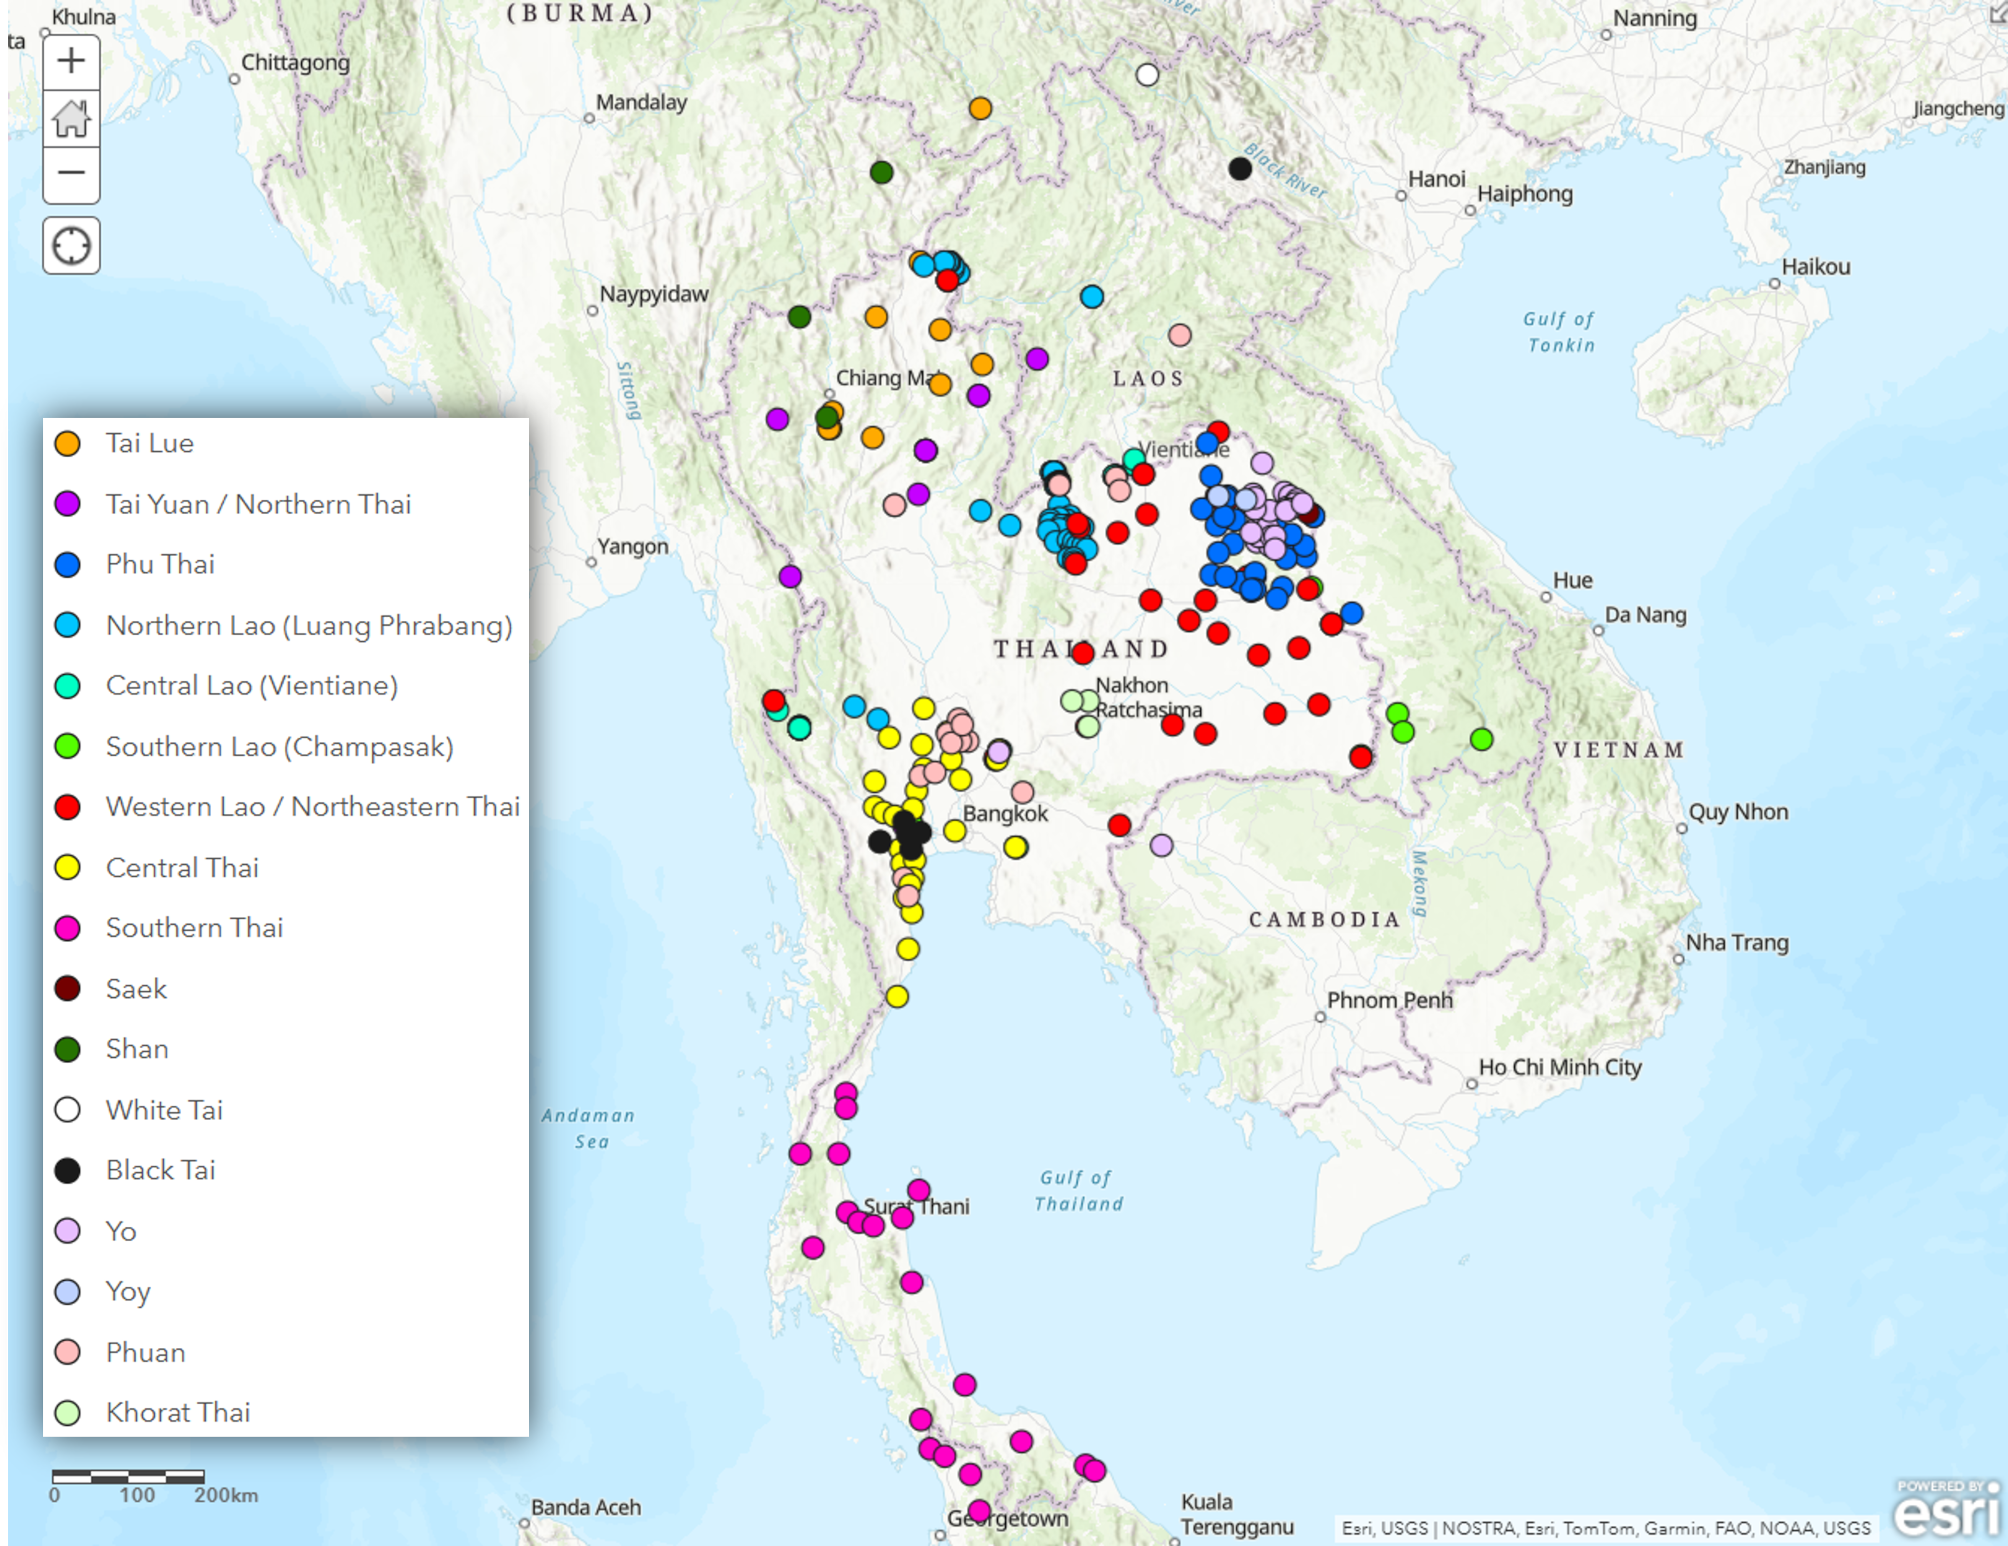 Khulna
(BURMA)
River
Nanning
ta
Chittagong
Mandalay
Jiangcheng
Black River
Hanoi
Haiphong
Zhanjiang
Haikou
Naypyidaw
Gulf of
Tonkin
Sittong
Chiang Mai
LAOS
Vientiane
Yangon
Hue
Da Nang
THAILAND
Nakhon
Ratchasima
VIETNAM
Bangkok
Quy Nhon
Mekong
CAMBODIA
Nha Trang
Phnom Penh
Ho Chi Minh City
Andaman
Sea
Gulf of
Thailand
Surat Thani
Banda Aceh
Georgetown
Kuala
Terengganu
Tai Lue
Tai Yuan / Northern Thai
Phu Thai
Northern Lao (Luang Phrabang)
Central Lao (Vientiane)
Southern Lao (Champasak)
Western Lao / Northeastern Thai
Central Thai
Southern Thai
Saek
Shan
White Tai
Black Tai
Yo
Yoy
Phuan
Khorat Thai
0 100 200km
Esri, USGS | NOSTRA, Esri, TomTom, Garmin, FAO, NOAA, USGS
POWERED BY
esri